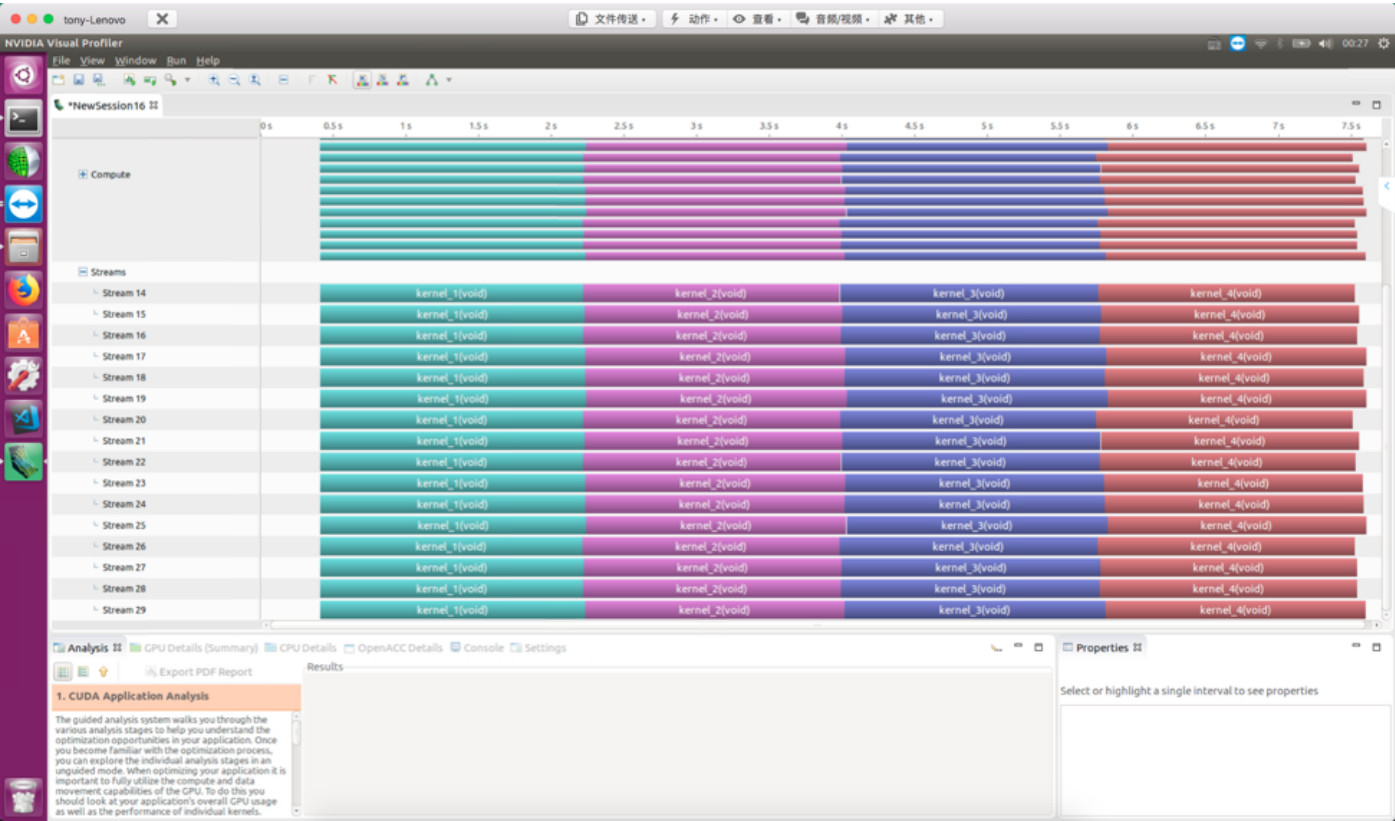 tony-Lenovo
文件传送 动作 查看 音频/视频 其他
NVIDIA Visual Profiler
00:27
File View Window Run Help
*NewSession16
0 s 0.5 s 1 s 1.5 s 2 s 2.5 s 3 s 3.5 s 4 s 4.5 s 5 s 5.5 s 6 s 6.5 s 7 s 7.5 s
Compute
Streams
Stream 14 kernel_1(void) kernel_2(void) kernel_3(void) kernel_4(void)
Stream 15 kernel_1(void) kernel_2(void) kernel_3(void) kernel_4(void)
Stream 16 kernel_1(void) kernel_2(void) kernel_3(void) kernel_4(void)
Stream 17 kernel_1(void) kernel_2(void) kernel_3(void) kernel_4(void)
Stream 18 kernel_1(void) kernel_2(void) kernel_3(void) kernel_4(void)
Stream 19 kernel_1(void) kernel_2(void) kernel_3(void) kernel_4(void)
Stream 20 kernel_1(void) kernel_2(void) kernel_3(void) kernel_4(void)
Stream 21 kernel_1(void) kernel_2(void) kernel_3(void) kernel_4(void)
Stream 22 kernel_1(void) kernel_2(void) kernel_3(void) kernel_4(void)
Stream 23 kernel_1(void) kernel_2(void) kernel_3(void) kernel_4(void)
Stream 24 kernel_1(void) kernel_2(void) kernel_3(void) kernel_4(void)
Stream 25 kernel_1(void) kernel_2(void) kernel_3(void) kernel_4(void)
Stream 26 kernel_1(void) kernel_2(void) kernel_3(void) kernel_4(void)
Stream 27 kernel_1(void) kernel_2(void) kernel_3(void) kernel_4(void)
Stream 28 kernel_1(void) kernel_2(void) kernel_3(void) kernel_4(void)
Stream 29 kernel_1(void) kernel_2(void) kernel_3(void) kernel_4(void)
Analysis GPU Details (Summary) CPU Details OpenACC Details Console Settings
Export PDF Report
1. CUDA Application Analysis
The guided analysis system walks you through the
various analysis stages to help you understand the
optimization opportunities in your application. Once
you become familiar with the optimization process,
you can explore the individual analysis stages in an
unguided mode. When optimizing your application it is
important to fully utilize the compute and data
movement capabilities of the GPU. To do this you
should look at your application's overall GPU usage
as well as the performance of individual kernels.
Results
Properties
Select or highlight a single interval to see properties